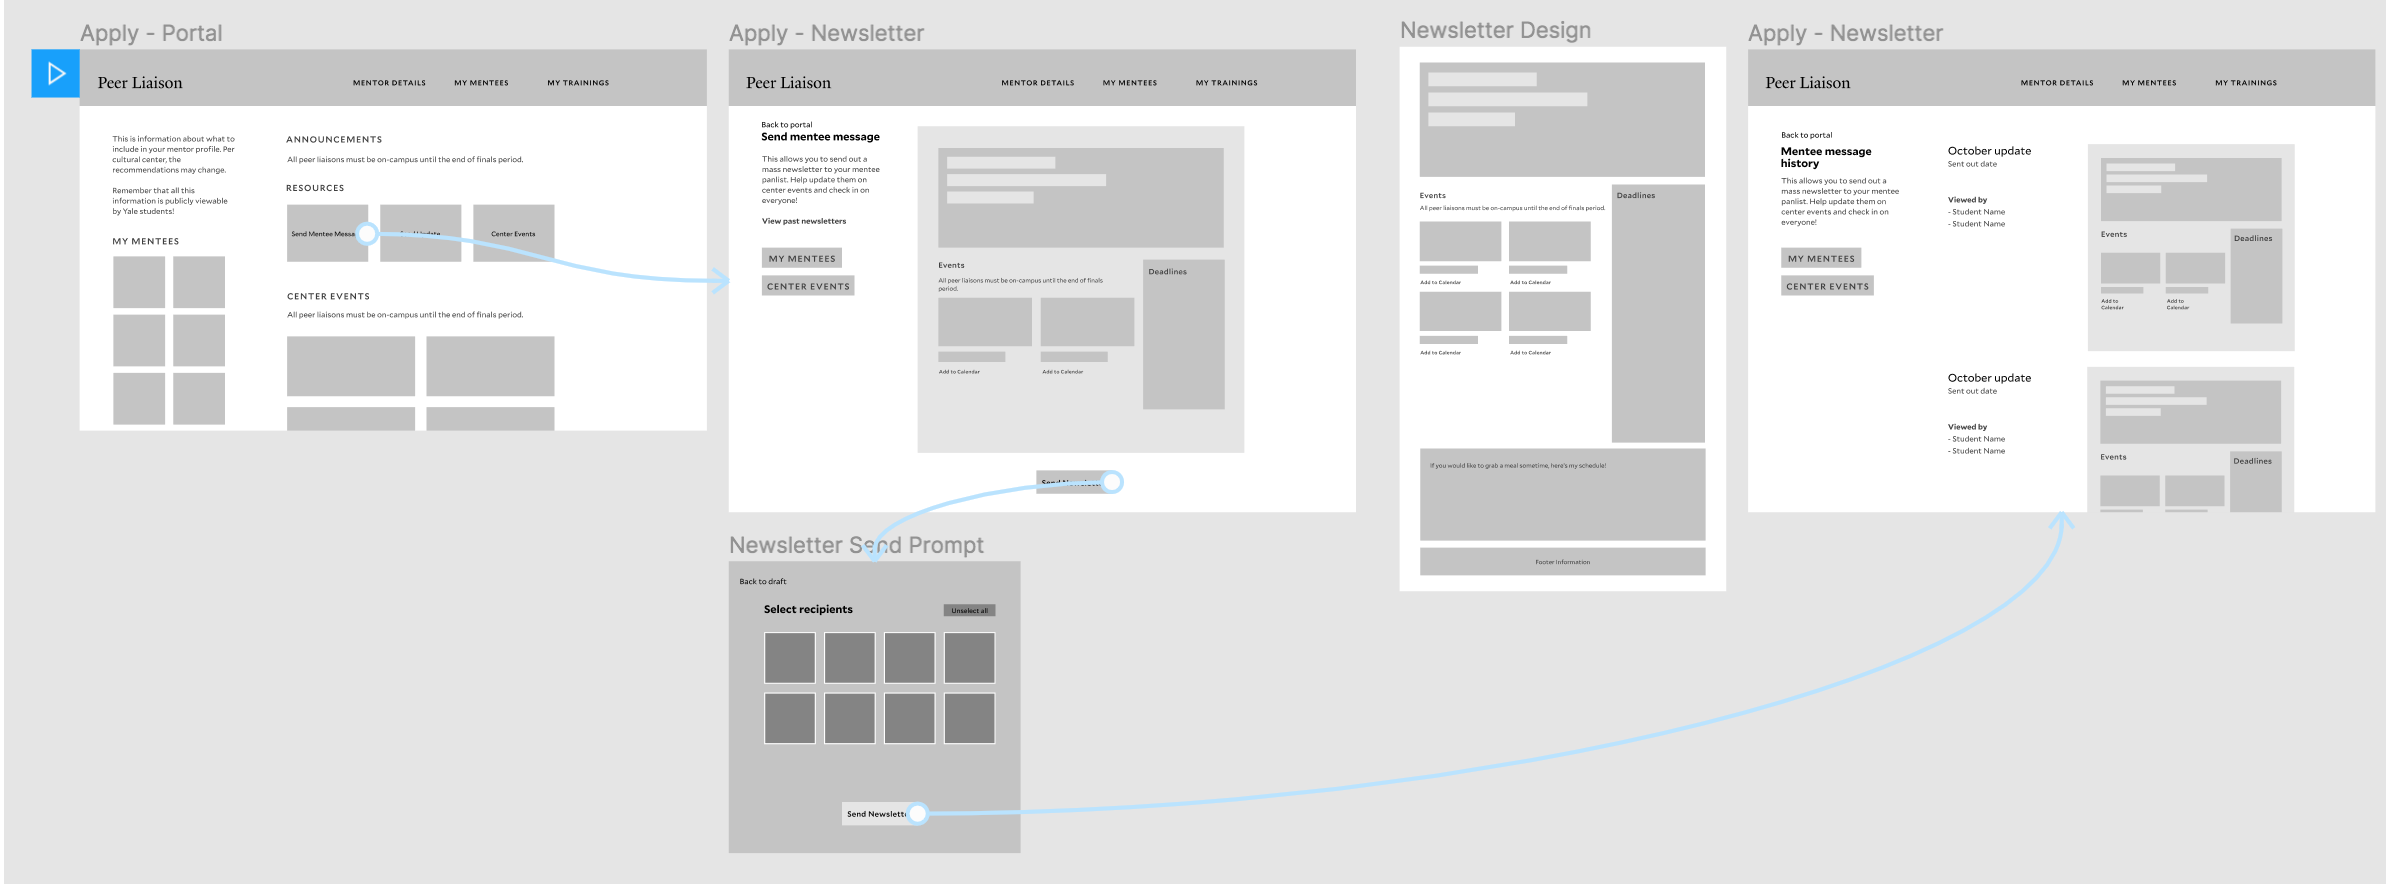 Apply - Portal
Peer Liaison
MENTOR DETAILS
MY MENTEES
MY TRAININGS
This is information about what to
include in your mentor profile. Per
cultural center, the
recommendations may change.
Remember that all this
information is publicly viewable
by Yale students!
MY MENTEES
ANNOUNCEMENTS
All peer liaisons must be on-campus until the end of finals period.
RESOURCES
Send Mentee
Update
Center Events
CENTER EVENTS
All peer liaisons must be on-campus until the end of finals period.
Apply - Newsletter
Peer Liaison
MENTOR DETAILS
MY MENTEES
MY TRAININGS
Back to portal
Send mentee message
This allows you to send out a
mass newsletter to your mentee
panlist. Help update them on
center events and check in on
everyone!
View past newsletters
MY MENTEES
CENTER EVENTS
Events
All peer liaisons must be on-campus until the end of finals
period.
Add to Calendar
Add to Calendar
Deadlines
Send
Newsletter Send Prompt
Back to draft
Select recipients
Unselect all
Send
Newsletter Design
Events
All peer liaisons must be on-campus until the end of finals period.
Add to Calendar
Add to Calendar
Add to Calendar
Add to Calendar
Deadlines
If you would like to grab a meal sometime, here's my schedule!
Footer Information
Apply - Newsletter
Peer Liaison
MENTOR DETAILS
MY MENTEES
MY TRAININGS
Back to portal
Mentee message
history
This allows you to send out a
mass newsletter to your mentee
panlist. Help update them on
center events and check in on
everyone!
MY MENTEES
CENTER EVENTS
October update
Sent out date
Viewed by
- Student Name
- Student Name
Events
Add to
Calendar
Add to
Calendar
Deadlines
October update
Sent out date
Viewed by
- Student Name
- Student Name
Events
Deadlines